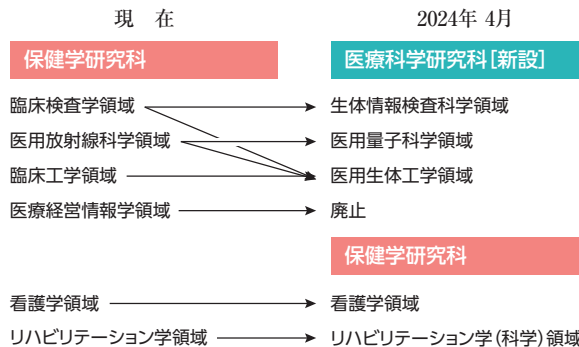 現 在 2024年 4月
保健学研究科 医療科学研究科[新設]
臨床検査学領域 生体情報検査科学領域
医用放射線科学領域 医用量子科学領域
臨床工学領域 医用生体工学領域
医療経営情報学領域 廃止
保健学研究科
看護学領域 看護学領域
リハビリテーション学領域 リハビリテーション学(科学)領域